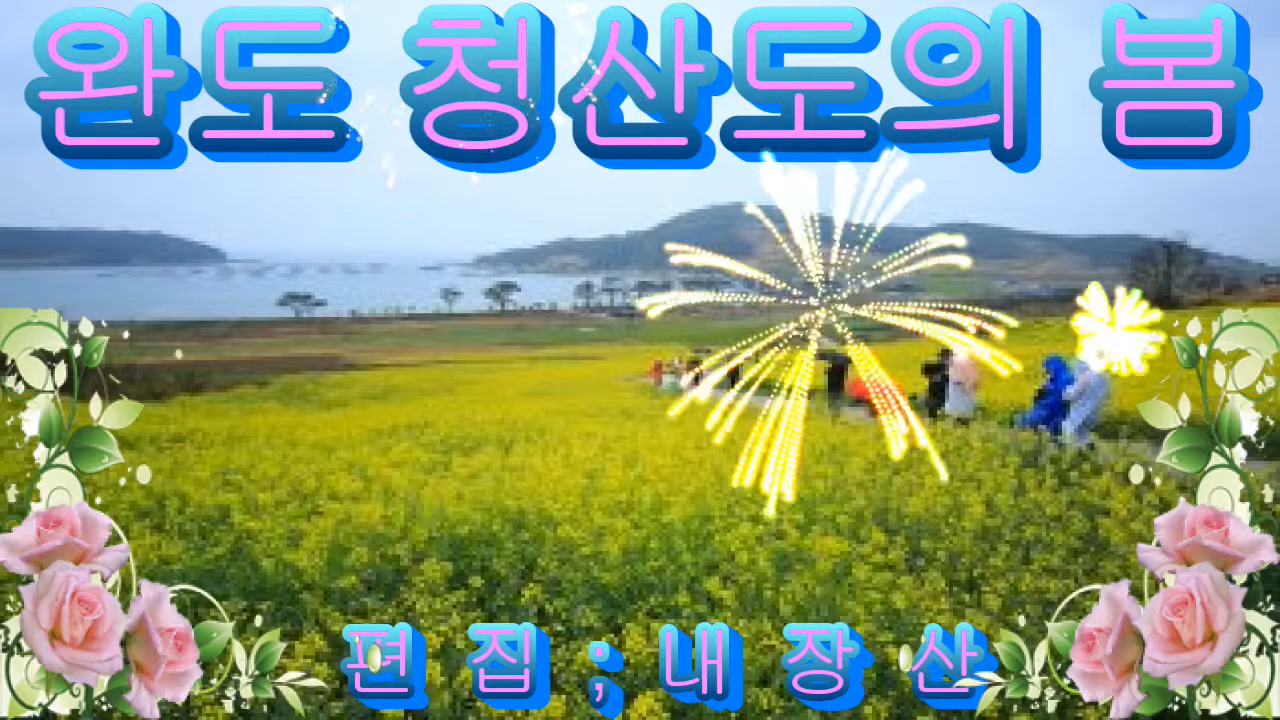 완도 청산도의 봄
편 집 ; 내 장 산